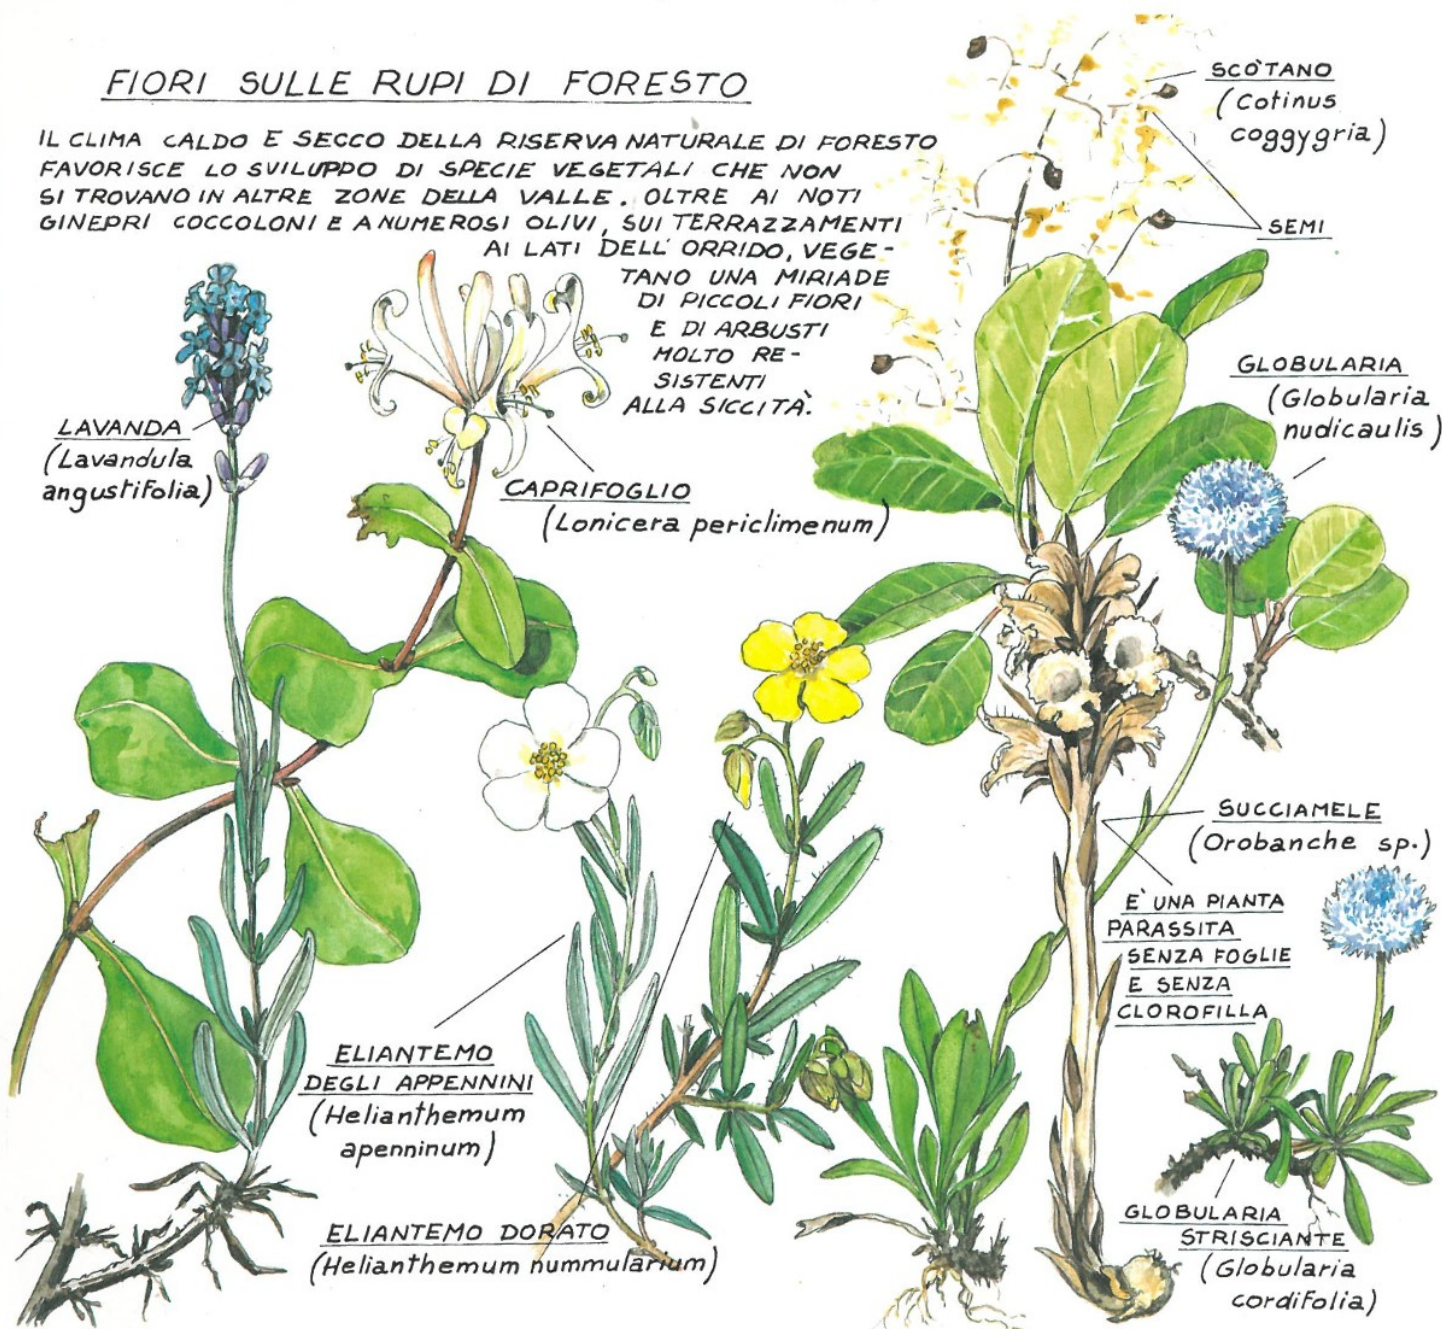 FIORI SULLE RUPI DI FORESTO
IL CLIMA CALDO E SECCO DELLA RISERVA NATURALE DI FORESTO
FAVORISCE LO SVILUPPO DI SPECIE VEGETALI CHE NON
SI TROVANO IN ALTRE ZONE DELLA VALLE. OLTRE AI NOTI
GINEPRI COCCOLONI E A NUMEROSI OLIVI, SUI TERRAZZAMENTI
AI LATI DELL' ORRIDO, VEGE-
TANO UNA MIRIADE
DI PICCOLI FIORI
E DI ARBUSTI
MOLTO RE-
SISTENTI
ALLA SICCITÀ.
SCÒTANO
(Cotinus
coggygria)
SEMI
GLOBULARIA
(Globularia
nudicaulis)
LAVANDA
(Lavandula
angustifolia)
CAPRIFOGLIO
(Lonicera periclimenum)
SUCCIAMELE
(Orobanche sp.)
E' UNA PIANTA
PARASSITA
SENZA FOGLIE
E SENZA
CLOROFILLA
ELIANTEMO
DEGLI APPENNINI
(Helianthemum
apenninum)
ELIANTEMO DORATO
(Helianthemum nummularium)
GLOBULARIA
STRISCIANTE
(Globularia
cordifolia)